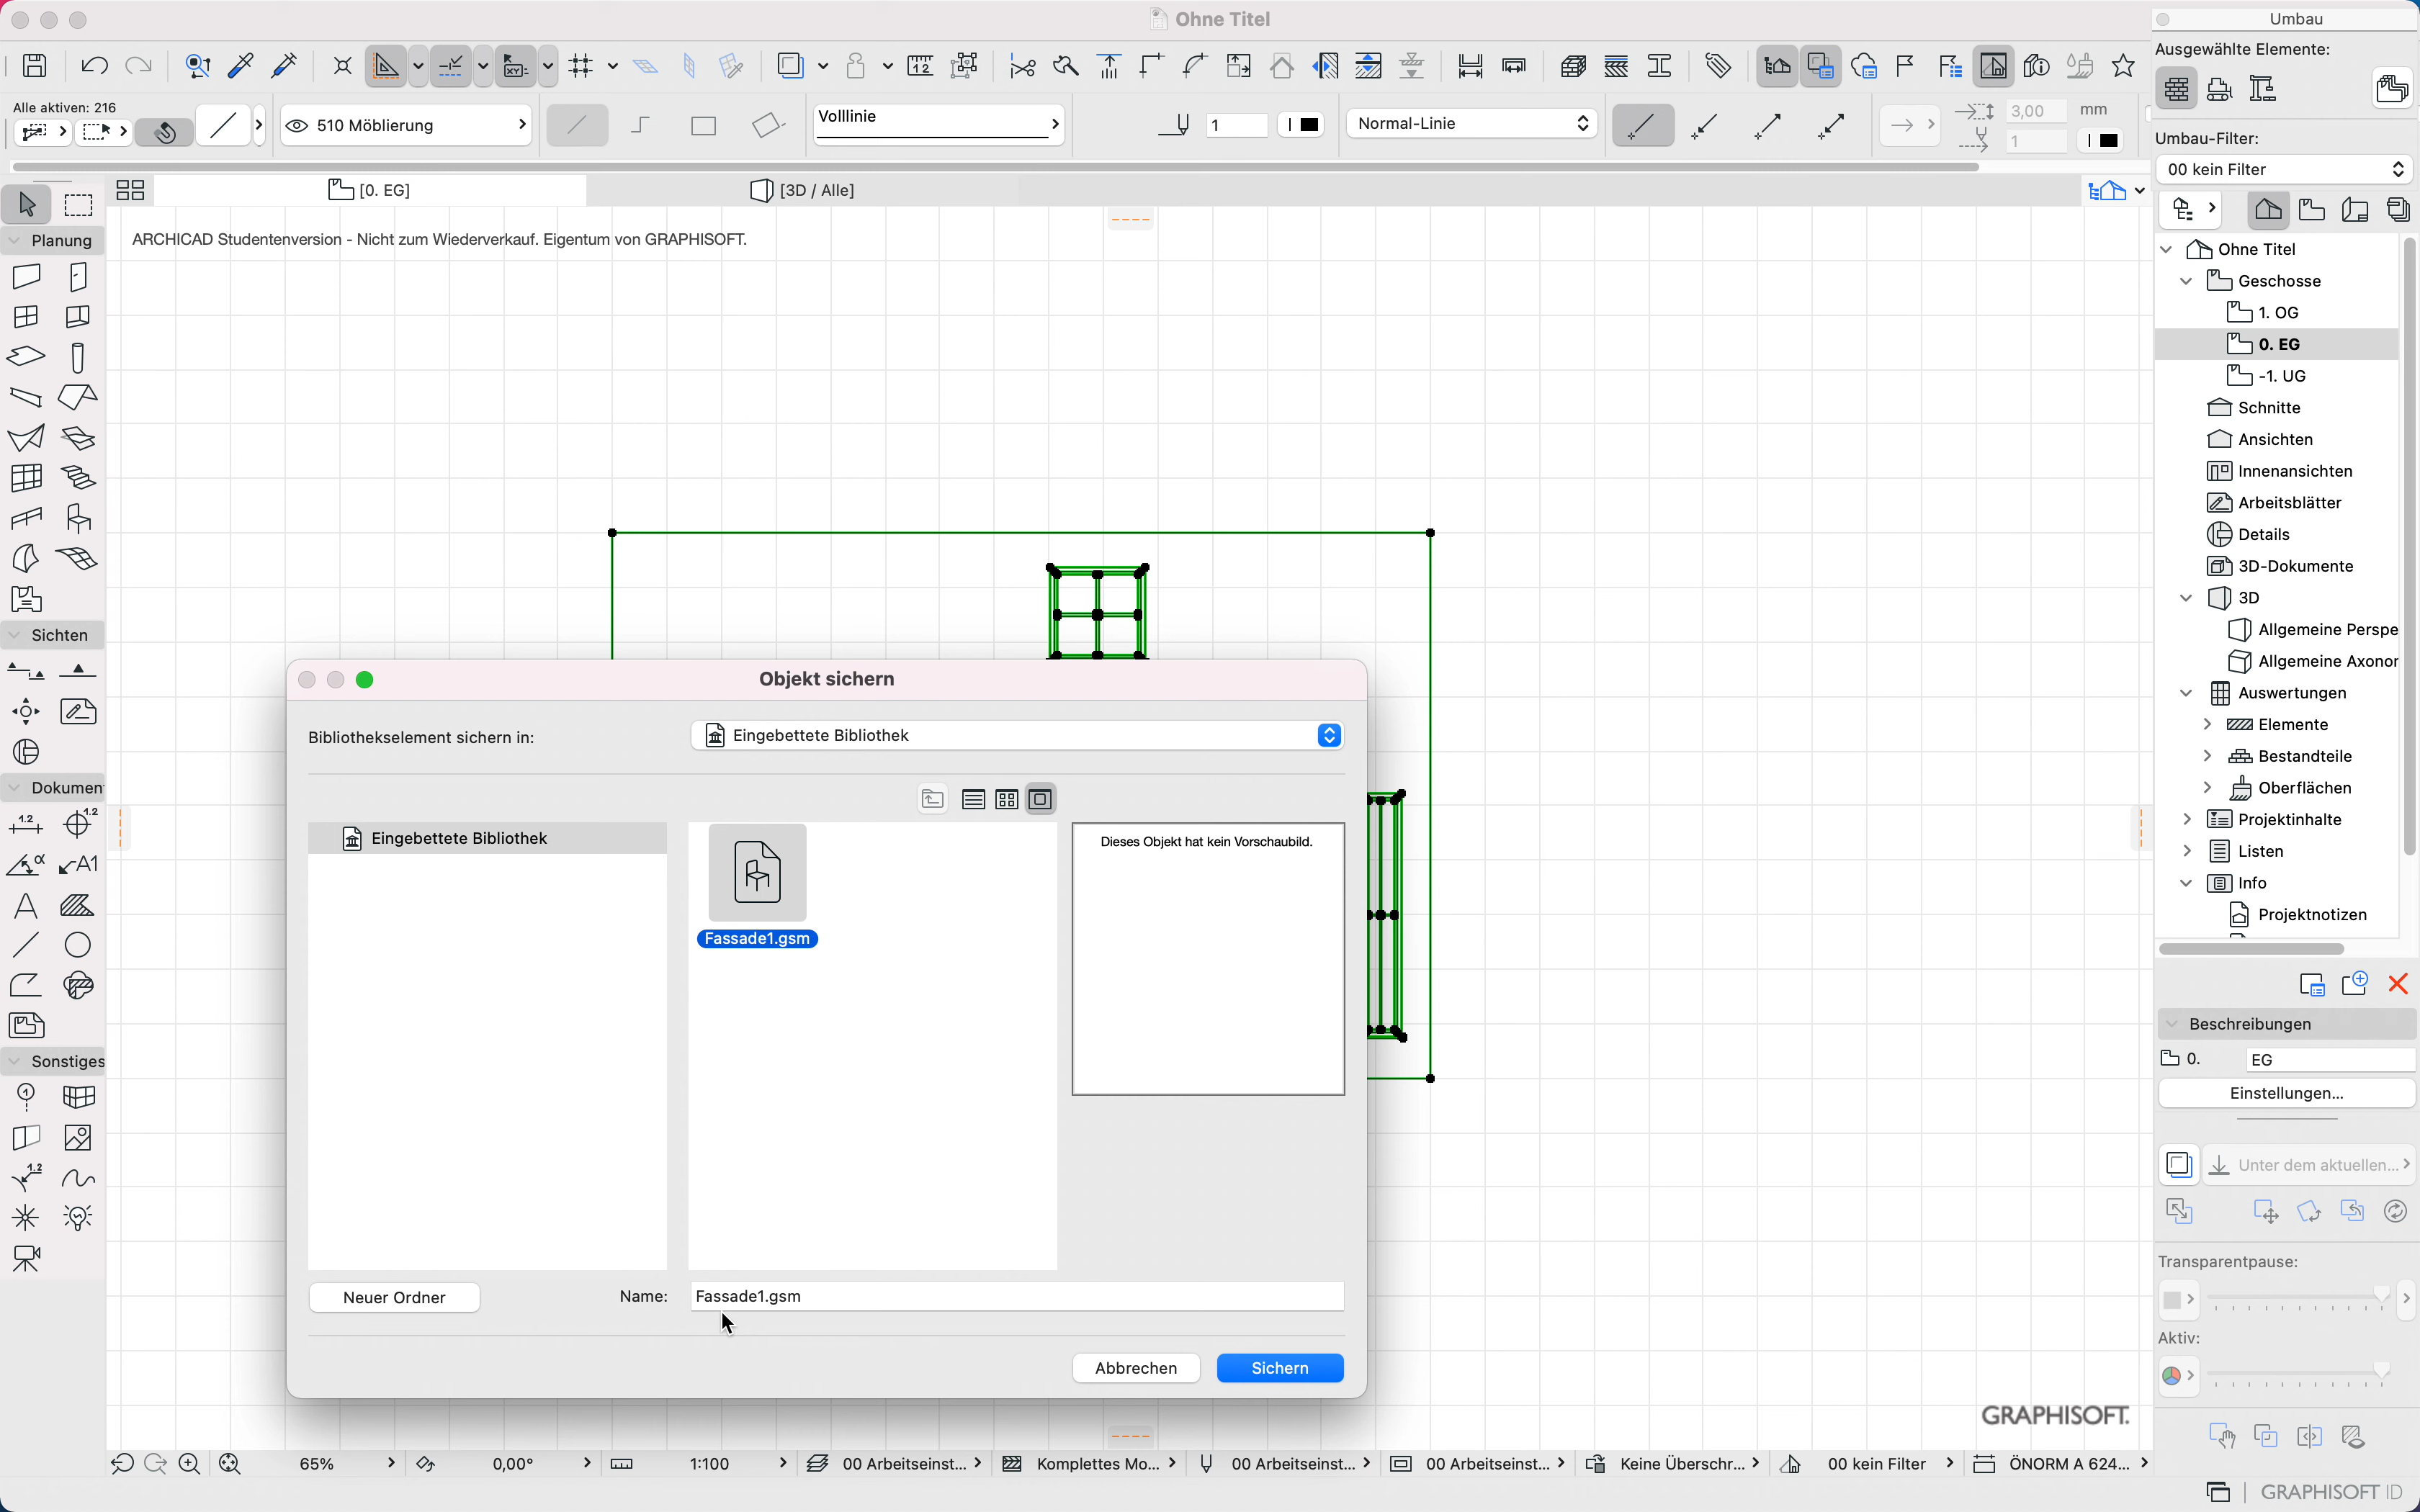 Ohne Titel
Umbau
Ausgewählte Elemente:
Alle aktiven: 216
510 Möblierung
Volllinie
1
Normal-Linie
3,00 mm
1
Umbau-Filter:
00 kein Filter
[0. EG]
[3D / Alle]
ARCHICAD Studentenversion - Nicht zum Wiederverkauf. Eigentum von GRAPHISOFT.
Planung
Sichten
Dokumen
Sonstiges
Ohne Titel
Geschosse
1. OG
0. EG
-1. UG
Schnitte
Ansichten
Innenansichten
Arbeitsblätter
Details
3D-Dokumente
3D
Allgemeine Perspe
Allgemeine Axonor
Auswertungen
Elemente
Bestandteile
Oberflächen
Projektinhalte
Listen
Info
Projektnotizen
Beschreibungen
0. EG
Einstellungen...
Unter dem aktuellen...
Transparentpause:
Aktiv:
Objekt sichern
Bibliothekselement sichern in:
Eingebettete Bibliothek
Eingebettete Bibliothek
Fassade1.gsm
Dieses Objekt hat kein Vorschaubild.
Neuer Ordner
Name:
Fassade1.gsm
Abbrechen
Sichern
GRAPHISOFT.
65%
0,00°
1:100
00 Arbeitseinst...
Komplettes Mo...
00 Arbeitseinst...
00 Arbeitseinst...
Keine Überschr...
00 kein Filter
ÖNORM A 624...
GRAPHISOFT ID